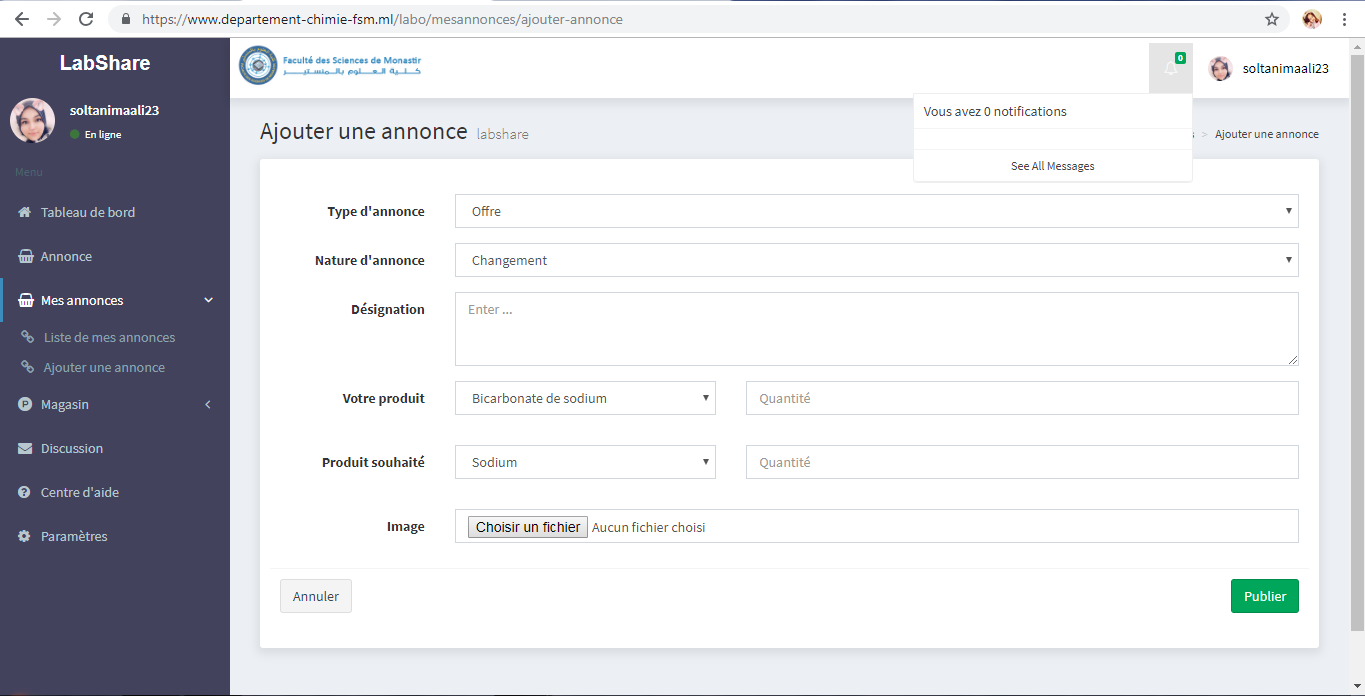 https://www.departement-chimie-fsm.ml/labo/mesannonces/ajouter-annonce
LabShare
soltanimaali23
En ligne
Menu
Tableau de bord
Annonce
Mes annonces
Liste de mes annonces
Ajouter une annonce
Magasin
Discussion
Centre d'aide
Paramètres
Faculté des Sciences de Monastir
كلية العلوم بالمنستير
0
soltanimaali23
Vous avez 0 notifications
See All Messages
Ajouter une annonce labshare
> Ajouter une annonce
Type d'annonce Offre
Nature d'annonce Changement
Désignation Enter ...
Votre produit Bicarbonate de sodium Quantité
Produit souhaité Sodium Quantité
Image Choisir un fichier Aucun fichier choisi
Annuler Publier